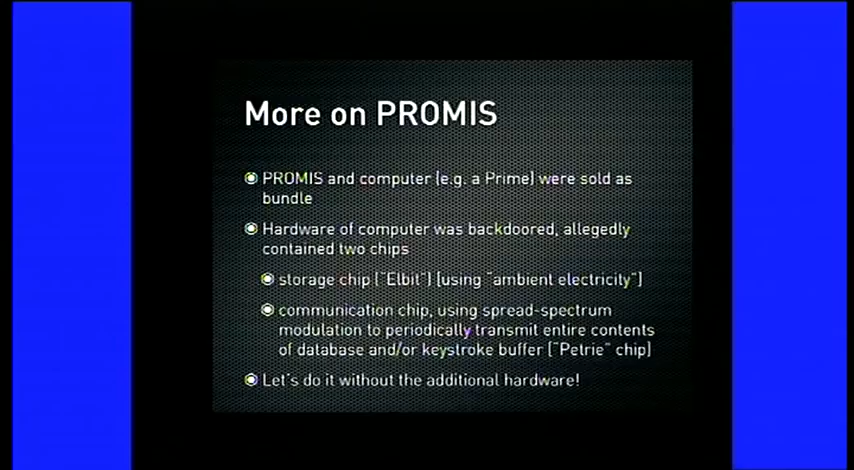 More on PROMIS
PROMIS and computer (e.g. a Prime) were sold as
bundle
Hardware of computer was backdoored, allegedly
contained two chips
storage chip ("Elbit") [using "ambient electricity"]
communication chip, using spread-spectrum
modulation to periodically transmit entire contents
of database and/or keystroke buffer ["Petrie" chip]
Let's do it without the additional hardware!